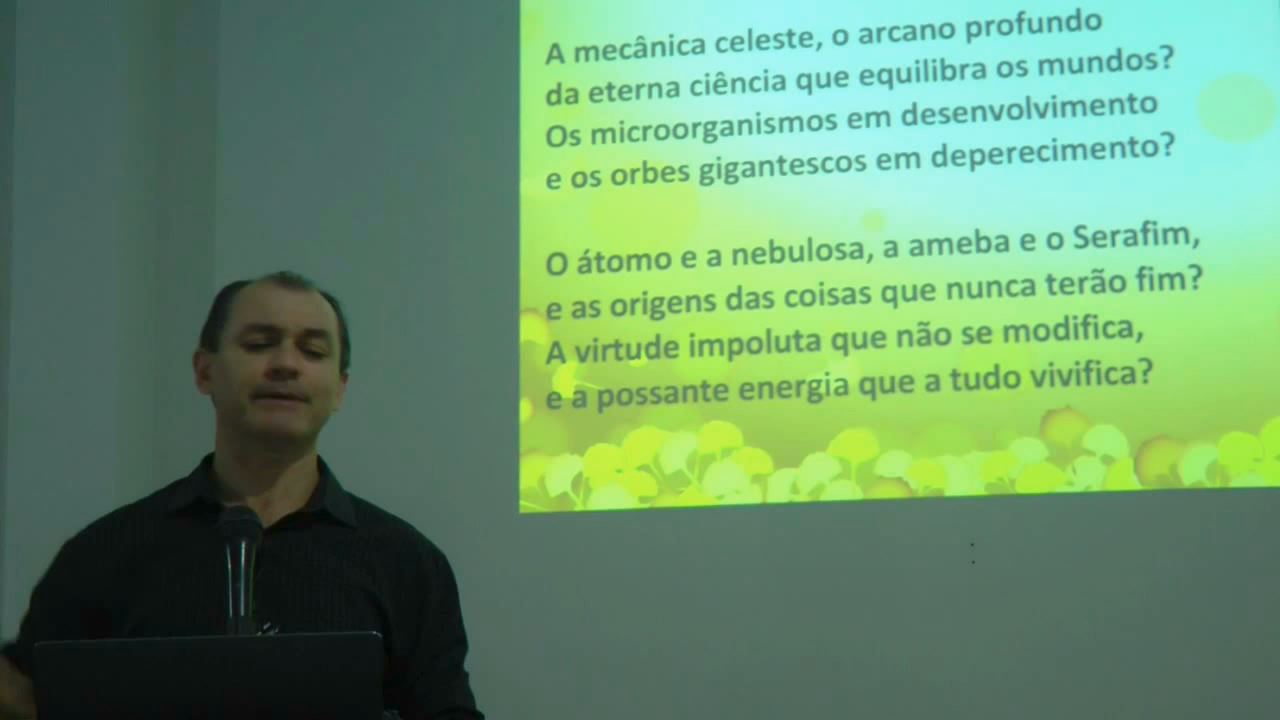 A mecânica celeste, o arcano profundo
da eterna ciência que equilibra os mundos?
Os microorganismos em desenvolvimento
e os orbes gigantescos em deperecimento?
O átomo e a nebulosa, a ameba e o Serafim,
e as origens das coisas que nunca terão fim?
A virtude impoluta que não se modifica,
e a possante energia que a tudo vivifica?